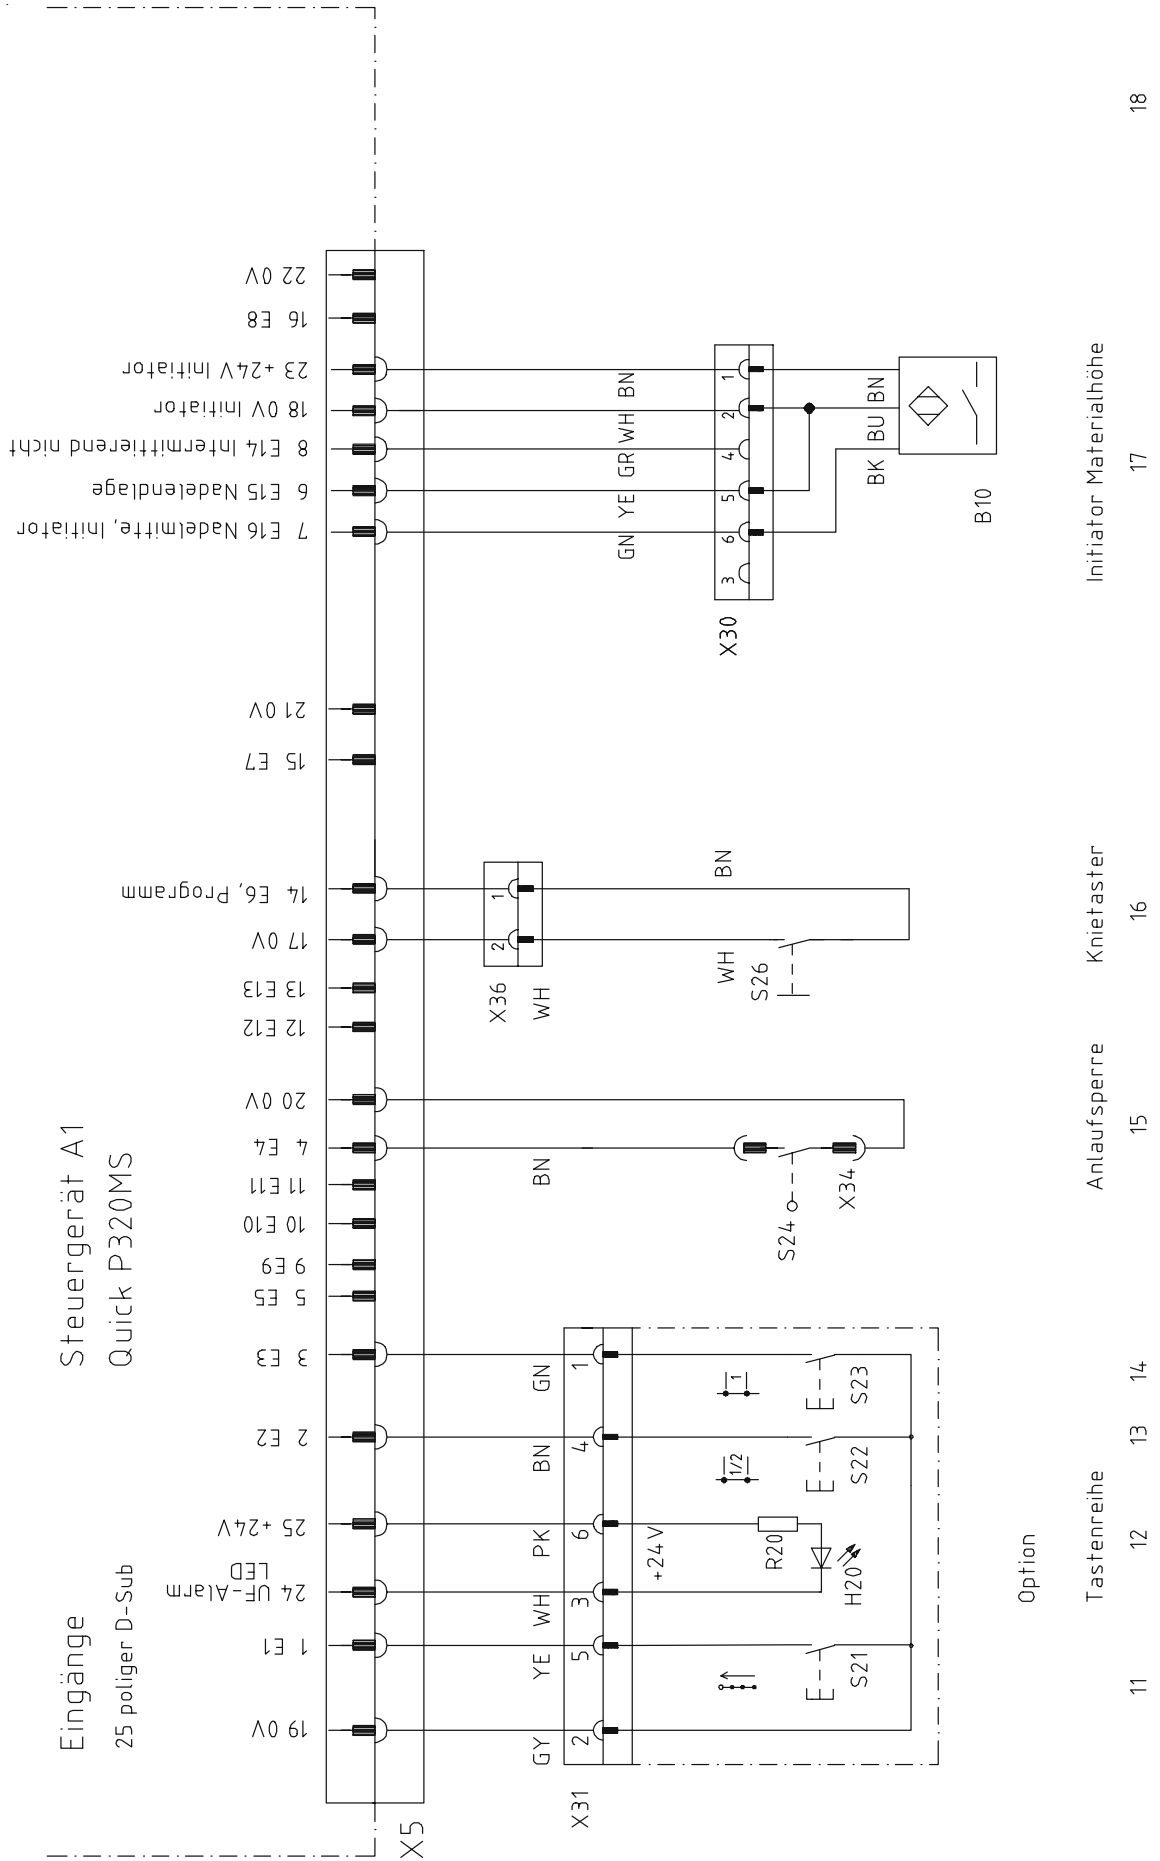 Eingänge
25 poliger D-Sub
Steuergerät A1
Quick P320MS
19 0V
1 E1
24 UF-Alarm
LED
25 +24V
2 E2
3 E3
5 E5
9 E9
10 E10
11 E11
4 E4
20 0V
12 E12
13 E13
17 0V
14 E6, Programm
15 E7
21 0V
7 E16 Nadelmitte, Initiator
6 E15 Nadelendlage
8 E14 Intermittierend nicht
18 0V Initiator
23 +24V Initiator
16 E8
22 0V
X5
GY
YE
WH
PK
BN
GN
BN
WH
GN
YE
GR
WH
BN
X31
2
5
3
6
4
1
X36
2
1
X30
3
6
5
4
2
1
+24V
1/2
1
S21
H20
R20
S22
S23
S24
X34
WH
BN
S26
BK
BU
BN
B10
Option
Tastenreihe
Anlaufsperre
Knietaster
Initiator Materialhöhe
11
12
13
14
15
16
17
18